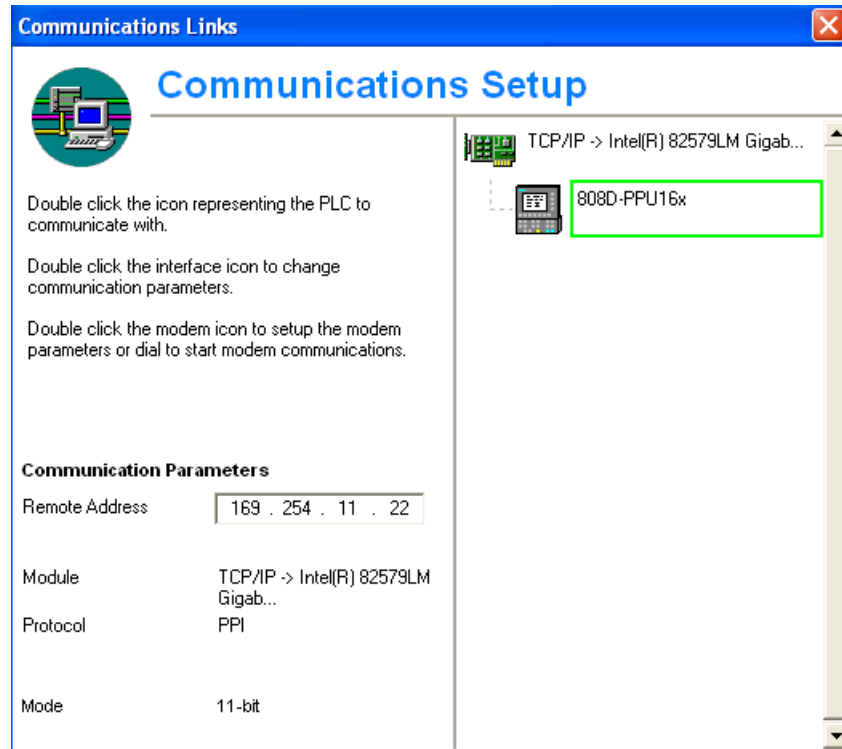 Communications Links
Communications Setup
Double click the icon representing the PLC to
communicate with.
Double click the interface icon to change
communication parameters.
Double click the modem icon to setup the modem
parameters or dial to start modem communications.
Communication Parameters
Remote Address 169 . 254 . 11 . 22
Module TCP/IP -> Intel(R) 82579LM
Gigab...
Protocol PPI
Mode 11-bit
TCP/IP -> Intel(R) 82579LM Gigab...
808D-PPU16x